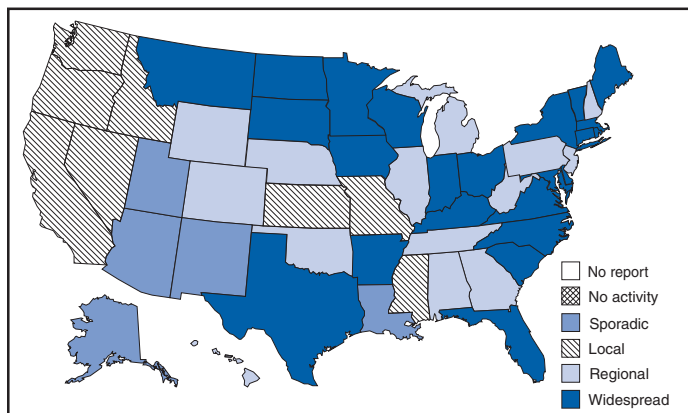 No report
No activity
Sporadic
Local
Regional
Widespread